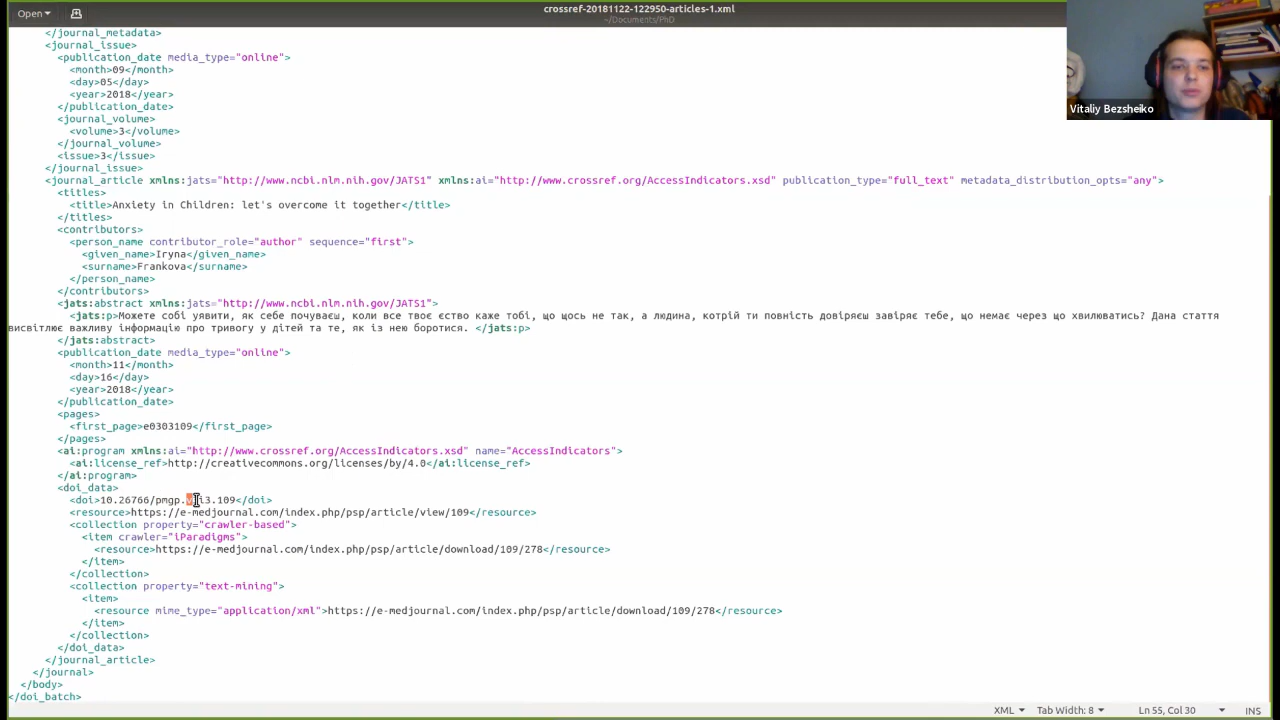 Open
crossref-20181122-122950-articles-1.xml
~/Documents/PhD
Vitaliy Bezsheiko
</journal_metadata>
<journal_issue>
<publication_date media_type="online">
<month>09</month>
<day>05</day>
<year>2018</year>
</publication_date>
<journal_volume>
<volume>3</volume>
</journal_volume>
<issue>3</issue>
</journal_issue>
<journal_article xmlns:jats="http://www.ncbi.nlm.nih.gov/JATS1" xmlns:ai="http://www.crossref.org/AccessIndicators.xsd" publication_type="full_text" metadata_distribution_opts="any">
<titles>
<title>Anxiety in Children: let's overcome it together</title>
</titles>
<contributors>
<person_name contributor_role="author" sequence="first">
<given_name>Iryna</given_name>
<surname>Frankova</surname>
</person_name>
</contributors>
<jats:abstract xmlns:jats="http://www.ncbi.nlm.nih.gov/JATS1">
<jats:p>Можете собі уявити, як себе почуваєш, коли все твоє єство каже тобі, що щось не так, а людина, котрій ти повність довіряєш завіряє тебе, що немає через що хвилюватись? Дана стаття
висвітлює важливу інформацію про тривогу у дітей та те, як із нею боротися. </jats:p>
</jats:abstract>
<publication_date media_type="online">
<month>11</month>
<day>16</day>
<year>2018</year>
</publication_date>
<pages>
<first_page>e0303109</first_page>
</pages>
<ai:program xmlns:ai="http://www.crossref.org/AccessIndicators.xsd" name="AccessIndicators">
<ai:license_ref>http://creativecommons.org/licenses/by/4.0</ai:license_ref>
</ai:program>
<doi_data>
<doi>10.26766/pmgp.v3i3.109</doi>
<resource>https://e-medjournal.com/index.php/psp/article/view/109</resource>
<collection property="crawler-based">
<item crawler="iParadigms">
<resource>https://e-medjournal.com/index.php/psp/article/download/109/278</resource>
</item>
</collection>
<collection property="text-mining">
<item>
<resource mime_type="application/xml">https://e-medjournal.com/index.php/psp/article/download/109/278</resource>
</item>
</collection>
</doi_data>
</journal_article>
</journal>
</body>
</doi_batch>
XML Tab Width: 8 Ln 55, Col 30 INS